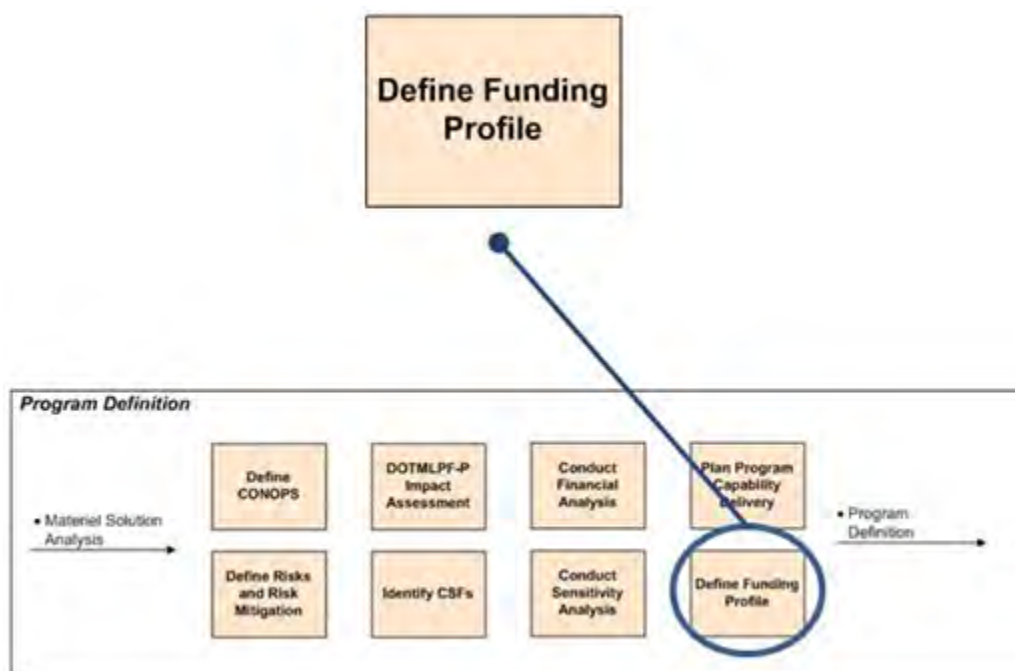 Define Funding
Profile
Program Definition
• Materiel Solution
Analysis
Define
CONOPS
DOTMLPF-P
Impact
Assessment
Conduct
Financial
Analysis
Plan Program
Capability
Delivery
• Program
Definition
Define Risks
and Risk
Mitigation
Identify CSFs
Conduct
Sensitivity
Analysis
Define Funding
Profile